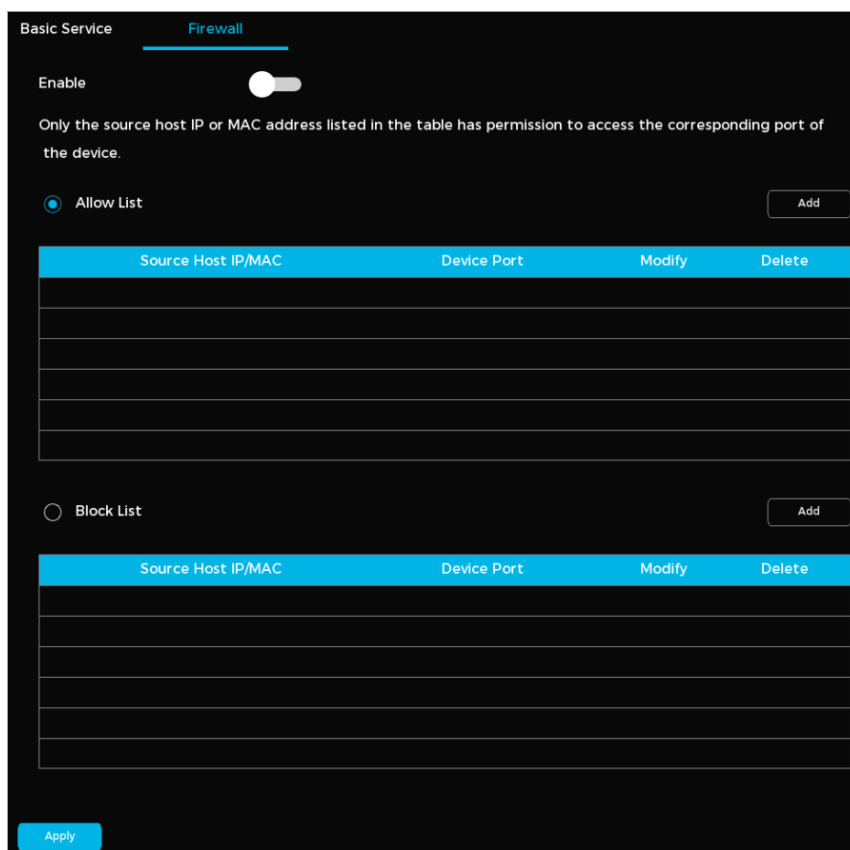 Basic Service Firewall
Enable
Only the source host IP or MAC address listed in the table has permission to access the corresponding port of
the device.
Allow List Add
Source Host IP/MAC Device Port Modify Delete
Block List Add
Source Host IP/MAC Device Port Modify Delete
Apply